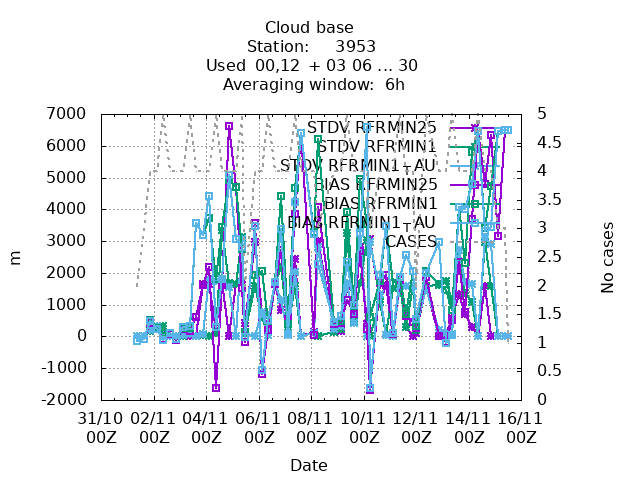 Cloud base
Station: 3953
Used 00,12 + 03 06 ... 30
Averaging window: 6h
7000
6000
5000
4000
3000
2000
1000
0
-1000
-2000
m
5
4.5
4
3.5
3
2.5
2
1.5
1
0.5
0
No cases
STDV RFRMIN25
STDV RFRMIN1
STDV RFRMIN1-AU
BIAS RFRMIN25
BIAS RFRMIN1
BIAS RFRMIN1-AU
CASES
31/10 02/11 04/11 06/11 08/11 10/11 12/11 14/11 16/11
00Z 00Z 00Z 00Z 00Z 00Z 00Z 00Z 00Z
Date